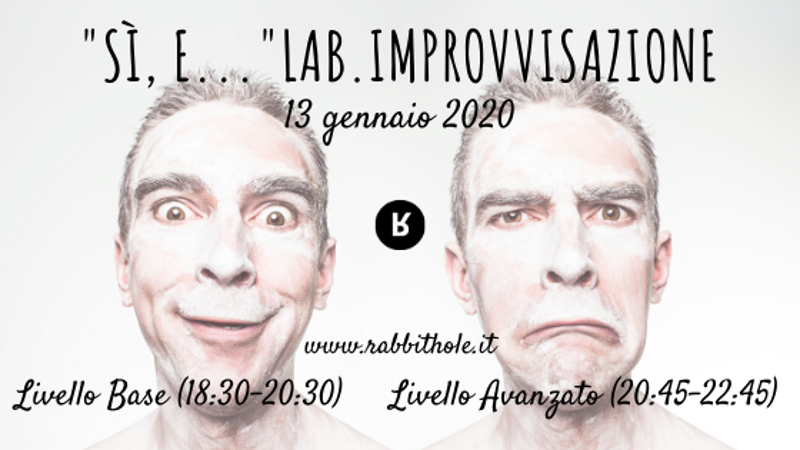 "SÌ, E... "LAB.IMPROVVISAZIONE
13 gennaio 2020
R
www.rabbithole.it
Livello Base (18:30-20:30)
Livello Avanzato (20:45-22:45)